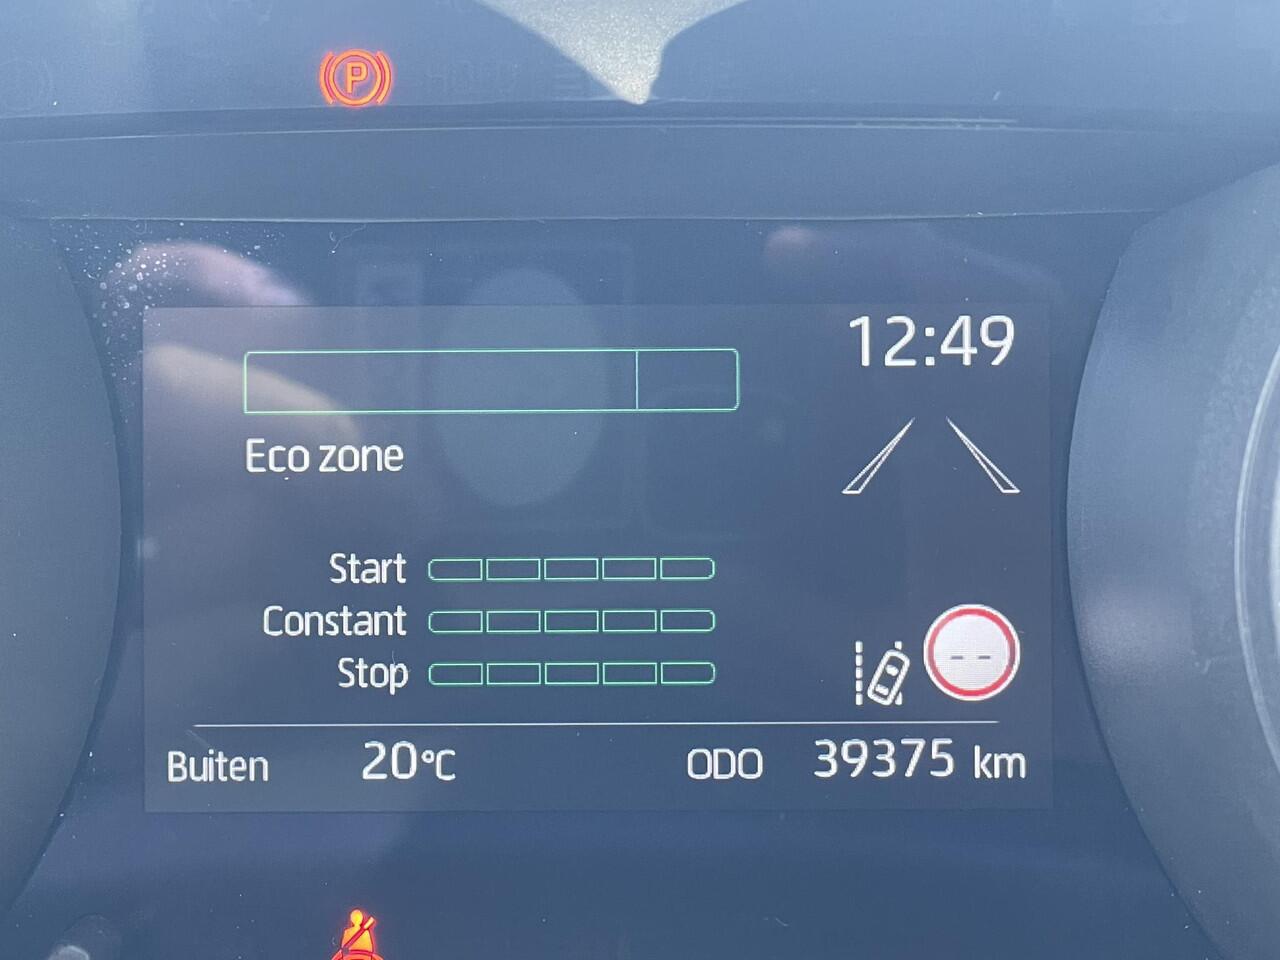 P
12:49
Eco zone
Start
Constant
Stop
--
Buiten 20°C ODO 39375 km